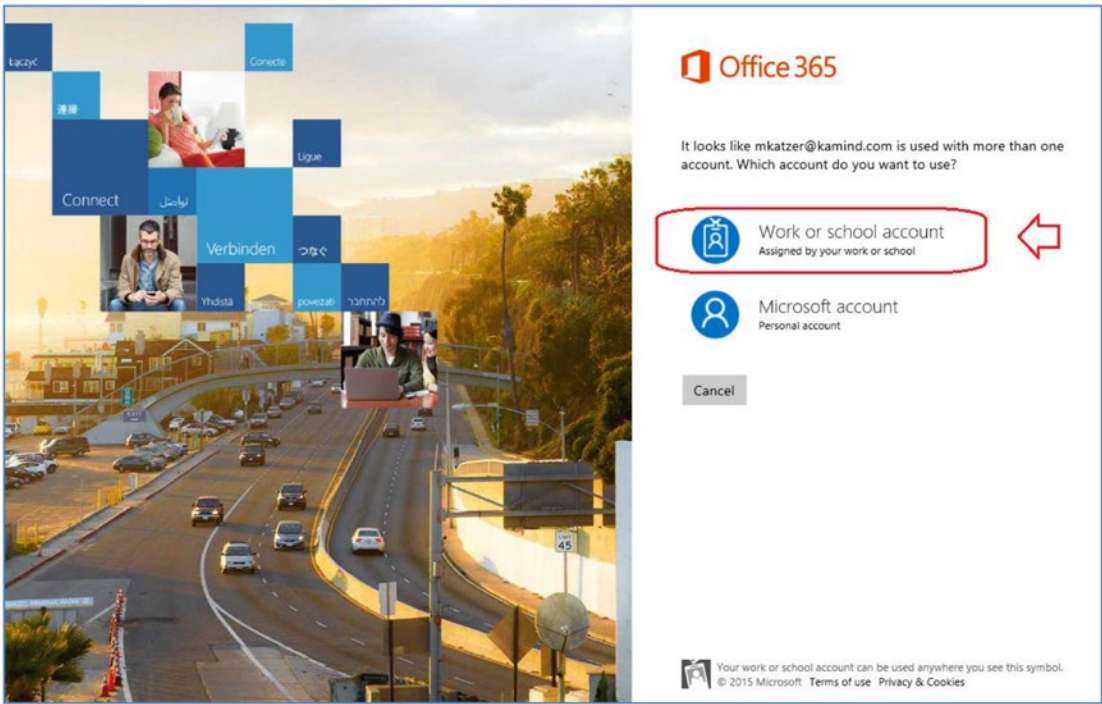 Łączyć
Conecte
連接
Ligue
Connect
تواصَل
Verbinden
つなぐ
Yhdistä
povezati
להתחבר
EXIT
LIMIT
45
Office 365
It looks like mkatzer@kamind.com is used with more than one
account. Which account do you want to use?
Work or school account
Assigned by your work or school
Microsoft account
Personal account
Cancel
Your work or school account can be used anywhere you see this symbol.
© 2015 Microsoft Terms of use Privacy & Cookies